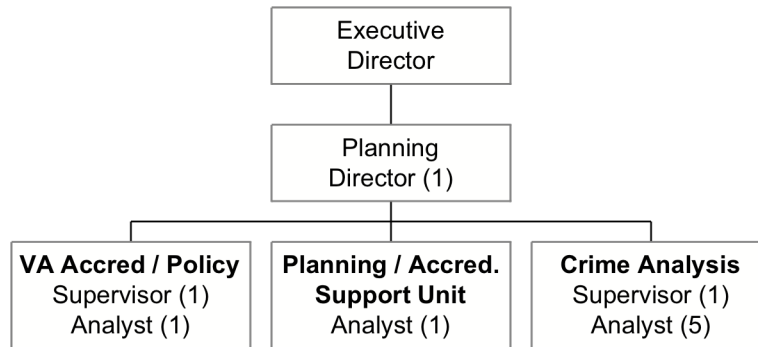 Executive
Director
Planning
Director (1)
VA Accred / Policy
Supervisor (1)
Analyst (1)
Planning / Accred.
Support Unit
Analyst (1)
Crime Analysis
Supervisor (1)
Analyst (5)